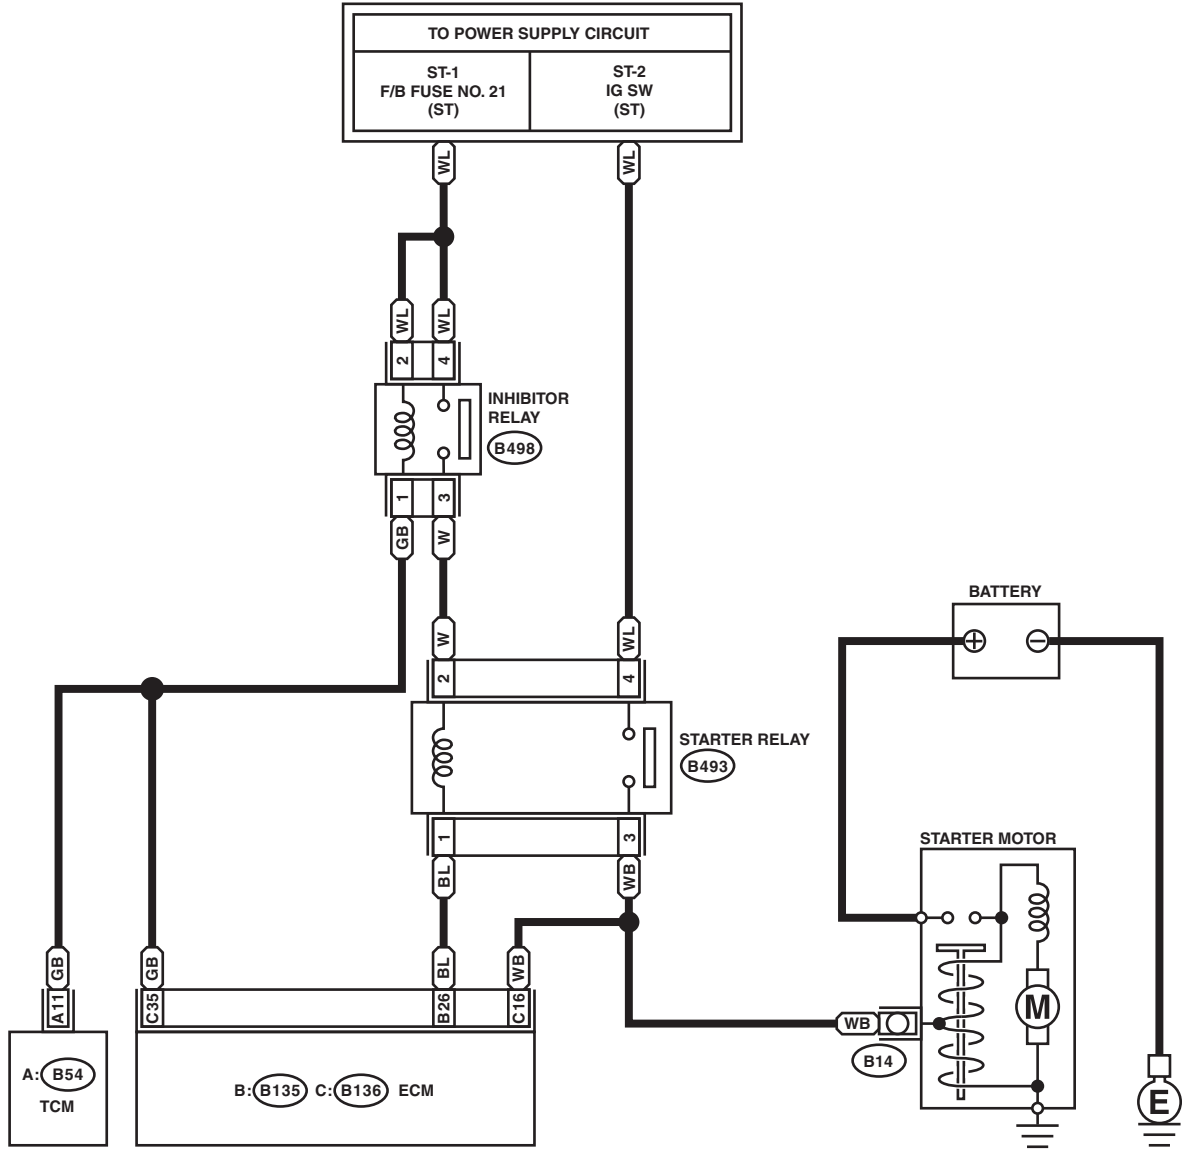 TO POWER SUPPLY CIRCUIT
ST-1
F/B FUSE NO. 21
(ST)
ST-2
IG SW
(ST)
WL
WL
WL
WL
2
4
INHIBITOR
RELAY
B498
1
3
GB
W
W
WL
2
4
STARTER RELAY
B493
1
3
BL
WB
BATTERY
+
−
STARTER MOTOR
M
WB
B14
E
GB
GB
BL
WB
A11
C35
B26
C16
A: B54
TCM
B: B135 C: B136 ECM